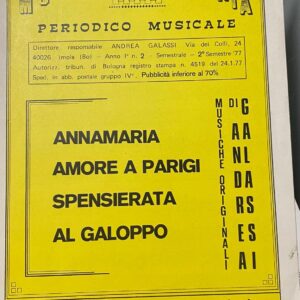 PERIODICO MUSICALE
Direttore responsabile ANDREA GALASSI Via dei Colli, 24
40026 Imola (Bo) - Anno I° n. 2 - Semestrale - 2° Semestre '77
Autorizz. tribun. di Bologna registro stampa n. 4519 del 24.1.77
Sped. in abb. postale gruppo IV° - Pubblicità inferiore al 70%
ANNAMARIA
AMORE A PARIGI
SPENSIERATA
AL GALOPPO
MUSICHE ORIGINALI
DI
ANDREA
GALASSI